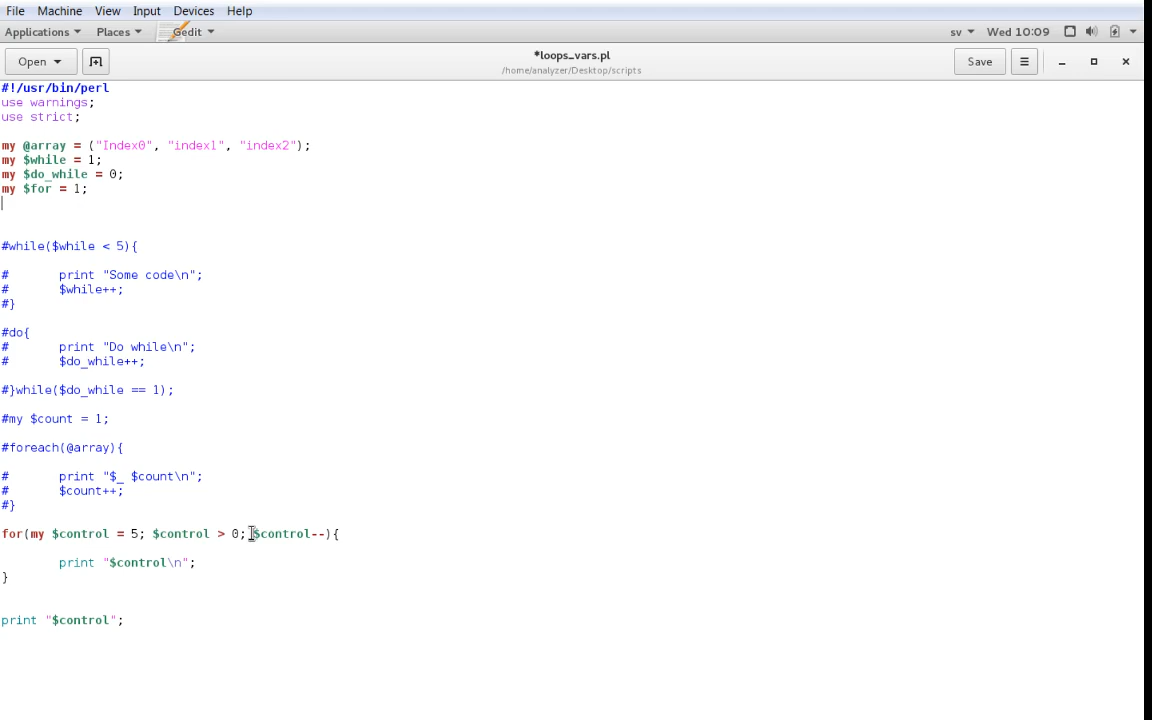 File Machine View Input Devices Help
Applications Places Gedit sv Wed 10:09
Open *loops_vars.pl Save
/home/analyzer/Desktop/scripts
#!/usr/bin/perl
use warnings;
use strict;
my @array = ("Index0", "index1", "index2");
my $while = 1;
my $do_while = 0;
my $for = 1;
#while($while < 5){
#       print "Some code\n";
#       $while++;
#}
#do{
#       print "Do while\n";
#       $do_while++;
#}while($do_while == 1);
#my $count = 1;
#foreach(@array){
#       print "$_ $count\n";
#       $count++;
#}
for(my $control = 5; $control > 0; $control--){
        print "$control\n";
}
print "$control";